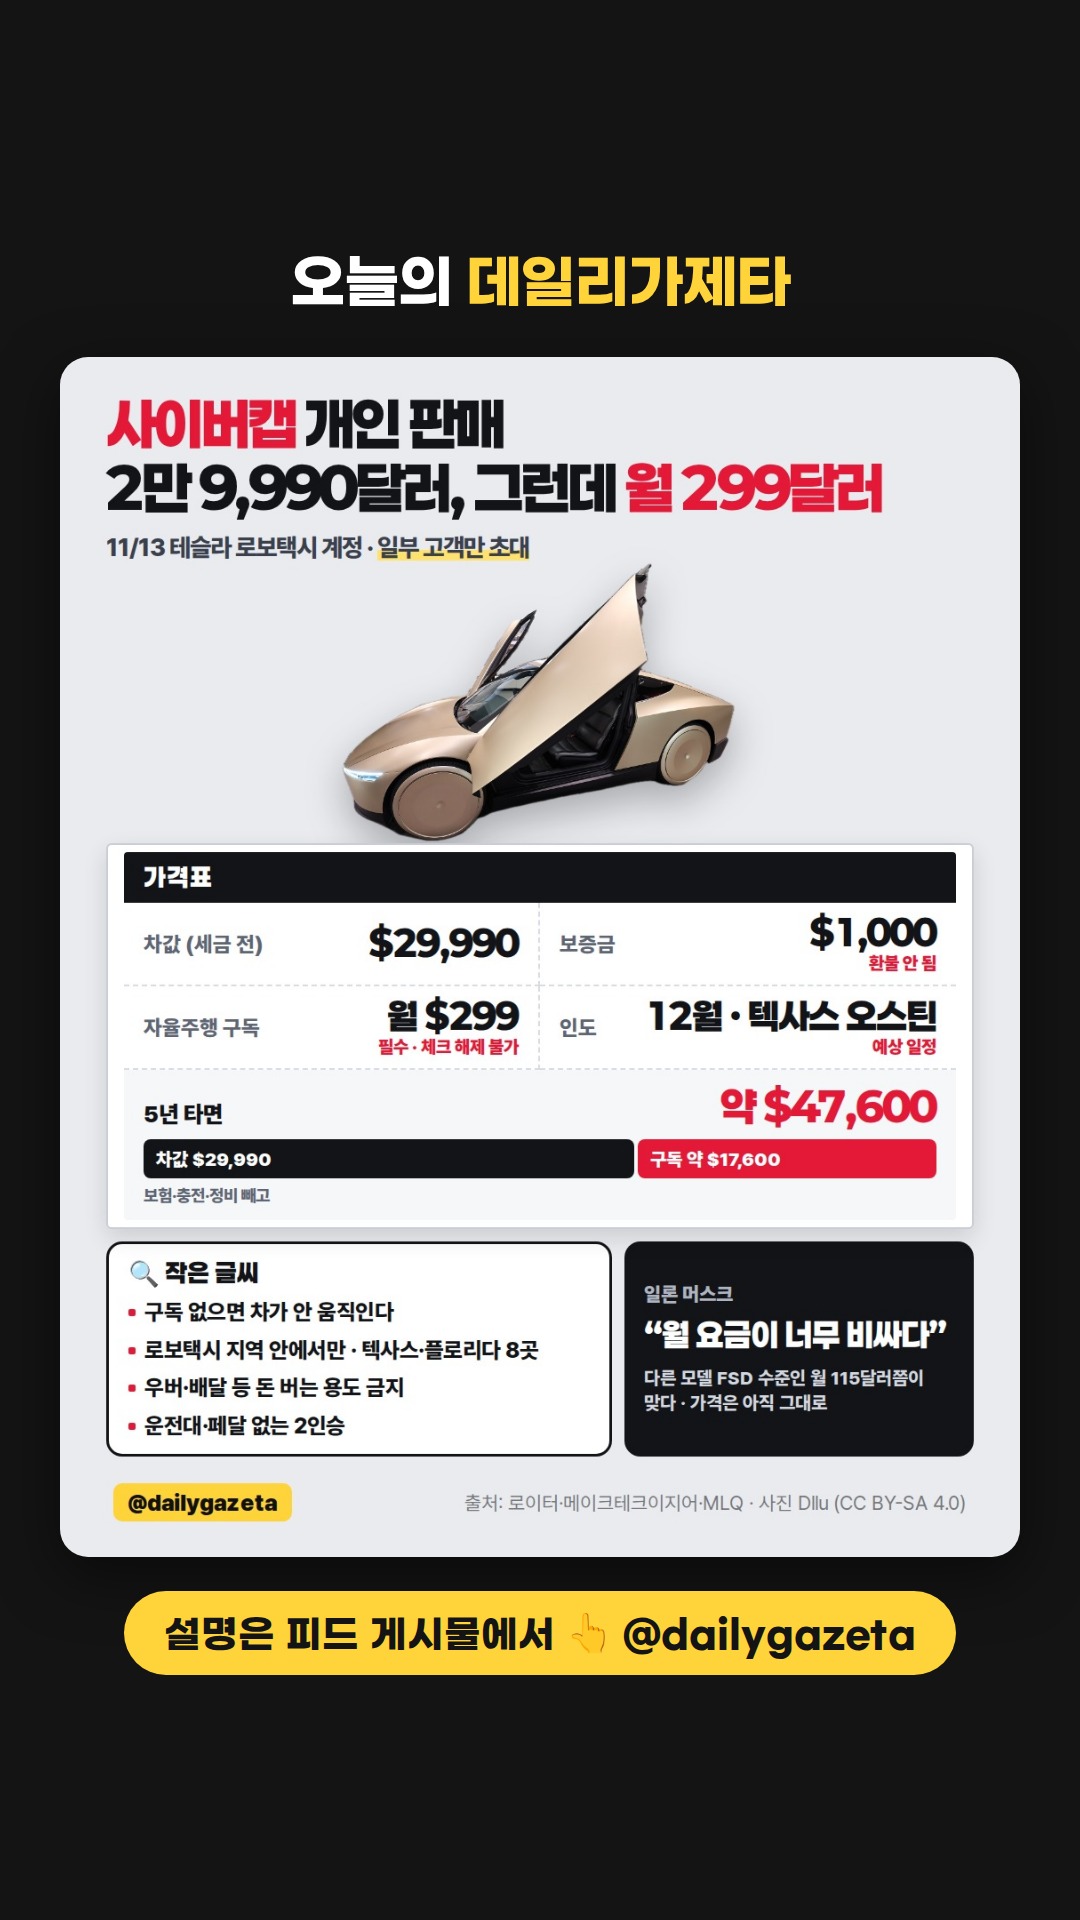 오늘의 데일리가제타
사이버캡 개인 판매
2만 9,990달러, 그런데 월 299달러
11/13 테슬라 로보택시 계정 · 일부 고객만 초대
가격표
차값 (세금 전) $29,990
보증금 $1,000
환불 안 됨
자율주행 구독 월 $299
필수 · 체크 해제 불가
인도 12월 · 텍사스 오스틴
예상 일정
5년 타면 약 $47,600
차값 $29,990 구독 약 $17,600
보험·충전·정비 빼고
작은 글씨
구독 없으면 차가 안 움직인다
로보택시 지역 안에서만 · 텍사스·플로리다 8곳
우버·배달 등 돈 버는 용도 금지
운전대·페달 없는 2인승
일론 머스크
“월 요금이 너무 비싸다”
다른 모델 FSD 수준인 월 115달러쯤이
맞다 · 가격은 아직 그대로
@dailygazeta
출처: 로이터·메이크테크이지어·MLQ · 사진 Dllu (CC BY-SA 4.0)
설명은 피드 게시물에서 👆 @dailygazeta